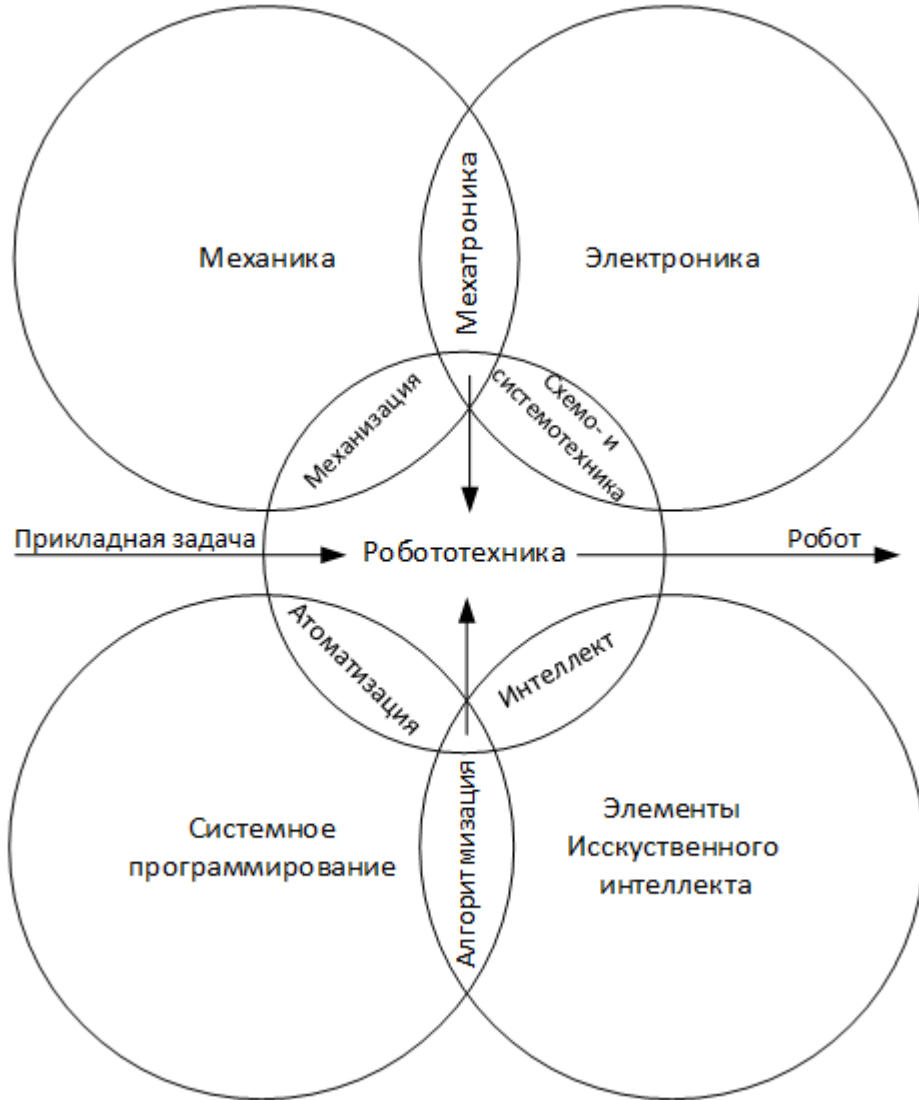 Механика
Мехатроника
Электроника
Механизация
Схемо- и
системотехника
Прикладная задача
Робототехника
Робот
Атоматизация
Интеллект
Системное
программирование
Алгоритмизация
Элементы
Исскуственного
интеллекта